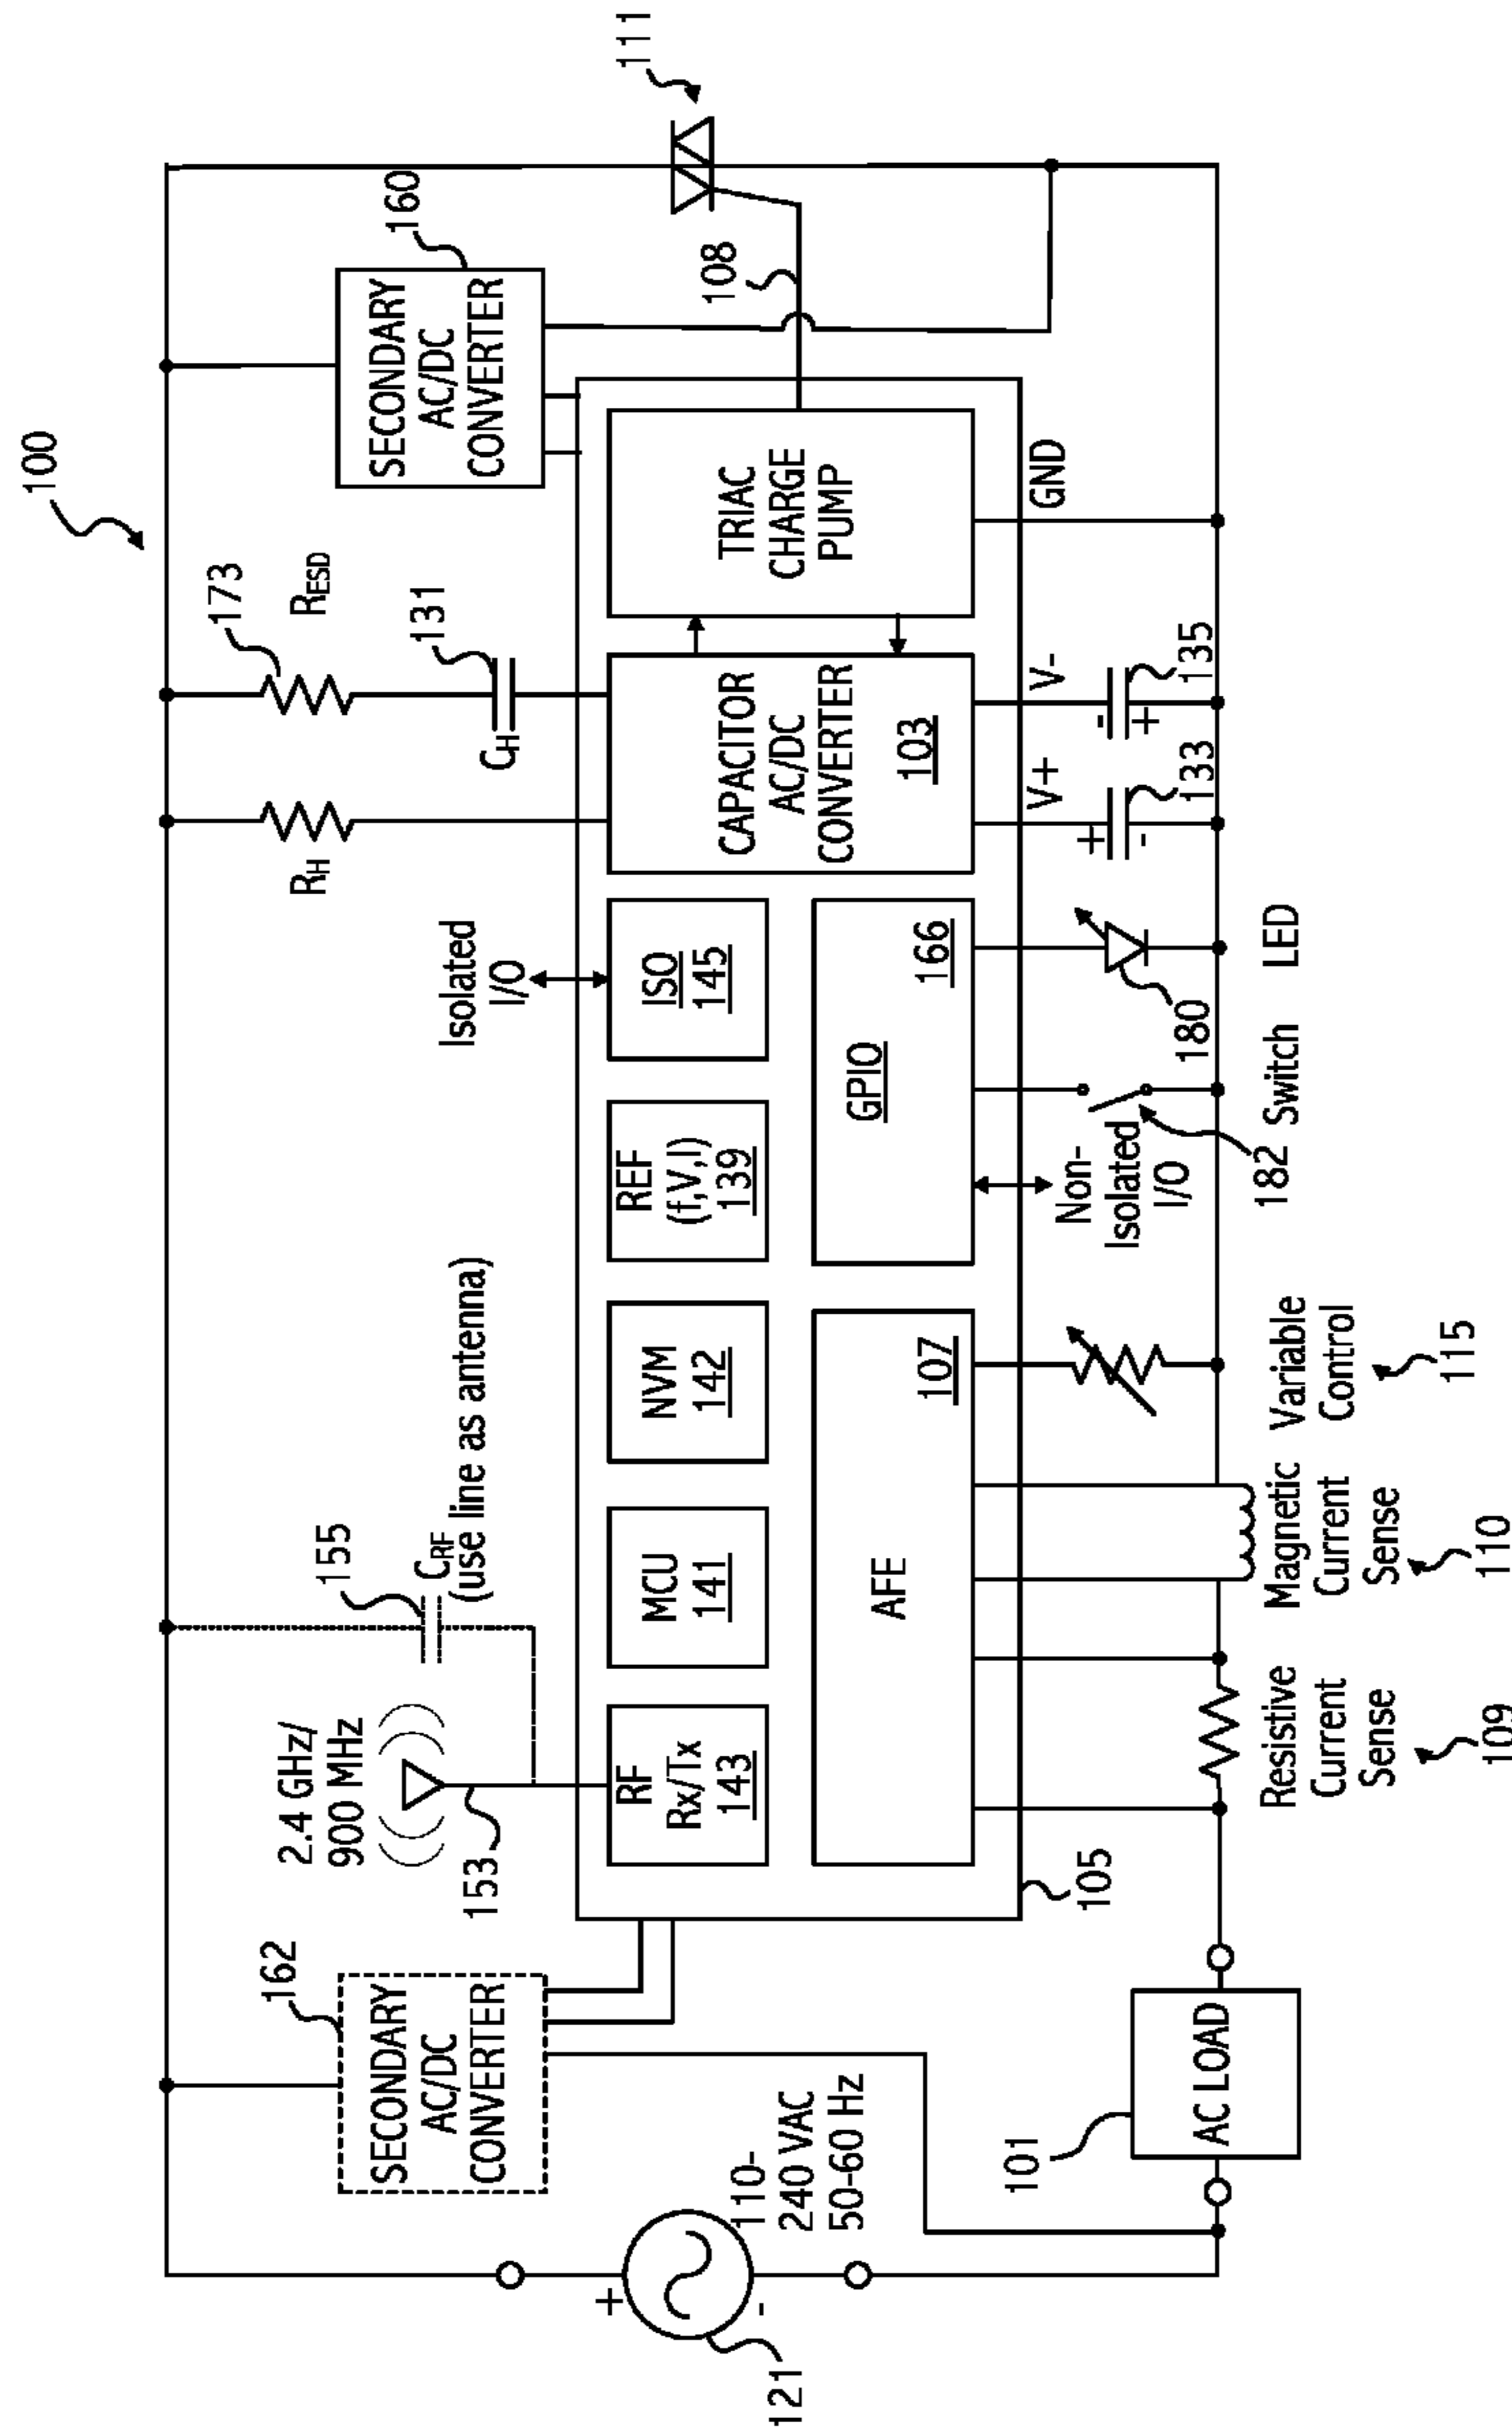 100
121
+
-
110-
240 VAC
50-60 Hz
162
SECONDARY
AC/DC
CONVERTER
2.4 GHz/
900 MHz
153
155
CRF
(use line as antenna)
RH
173
RESD
131
CH
160
SECONDARY
AC/DC
CONVERTER
111
108
Isolated
I/O
RF
Rx/Tx
143
MCU
141
NVM
142
REF
(f,V,I)
139
ISO
145
CAPACITOR
AC/DC
CONVERTER
103
TRIAC
CHARGE
PUMP
AFE
107
GPIO
166
105
101
AC LOAD
Non-
Isolated
I/O
182
180
V+
+
-
133
V-
-
+
135
GND
Resistive
Current
Sense
109
Magnetic
Current
Sense
110
Variable
Control
115
Switch
LED